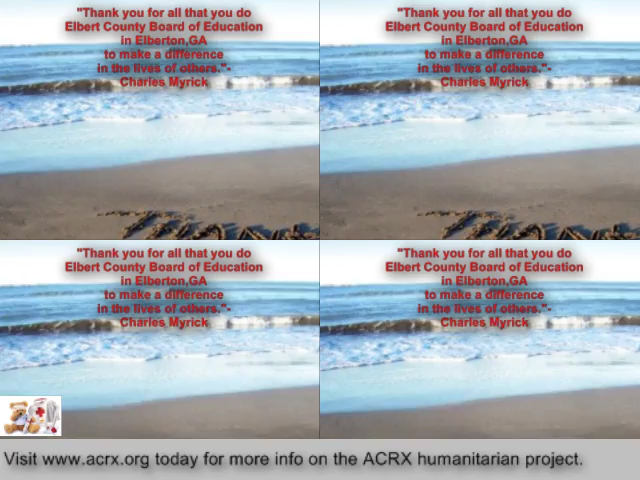 "Thank you for all that you do
Elbert County Board of Education
in Elberton,GA
to make a difference
in the lives of others."-
Charles Myrick
"Thank you for all that you do
Elbert County Board of Education
in Elberton,GA
to make a difference
in the lives of others."-
Charles Myrick
"Thank you for all that you do
Elbert County Board of Education
in Elberton,GA
to make a difference
in the lives of others."-
Charles Myrick
"Thank you for all that you do
Elbert County Board of Education
in Elberton,GA
to make a difference
in the lives of others."-
Charles Myrick
Visit www.acrx.org today for more info on the ACRX humanitarian project.